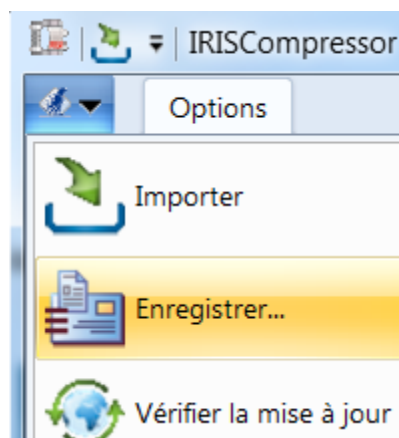 IRISCompressor
Options
Importer
Enregistrer...
Vérifier la mise à jour